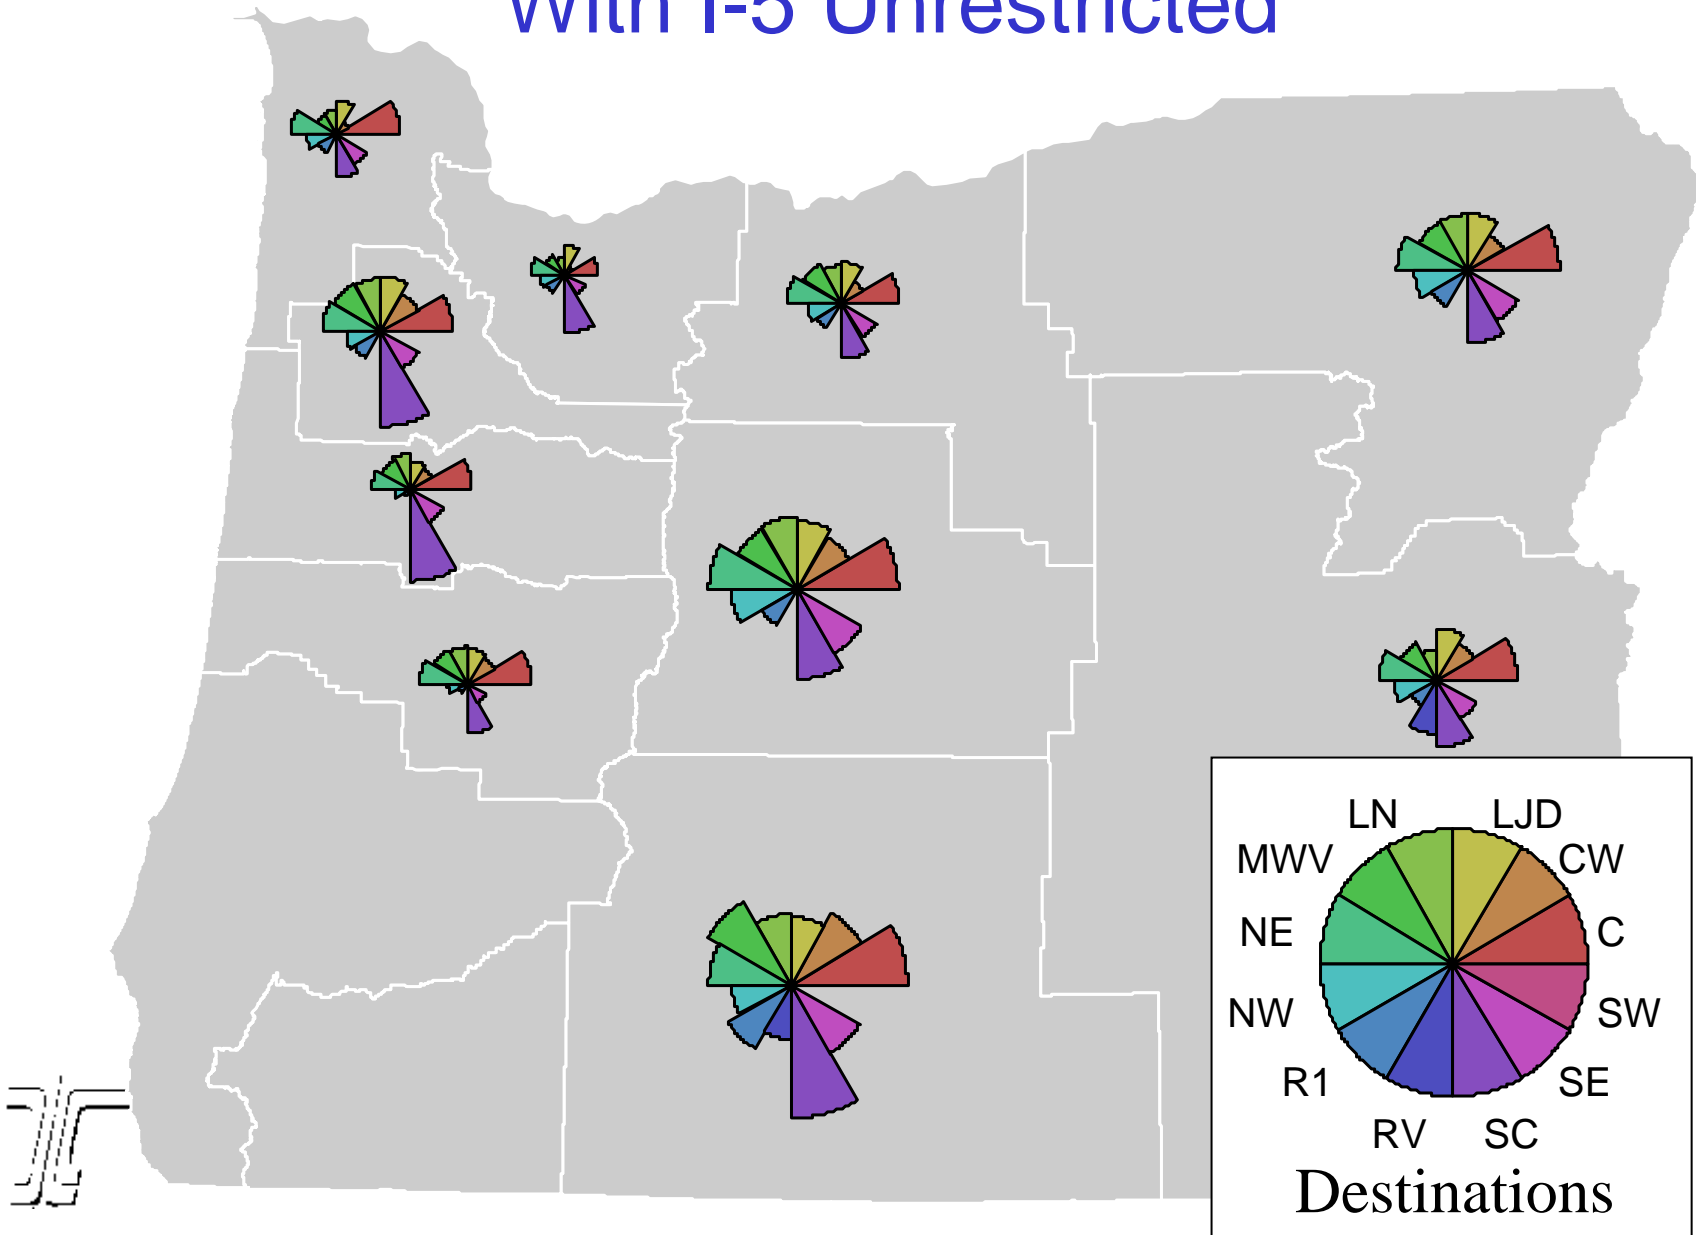 With I-5 Unrestricted
LN LJD
MWV CW
NE C
NW SW
R1 SE
RV SC
Destinations